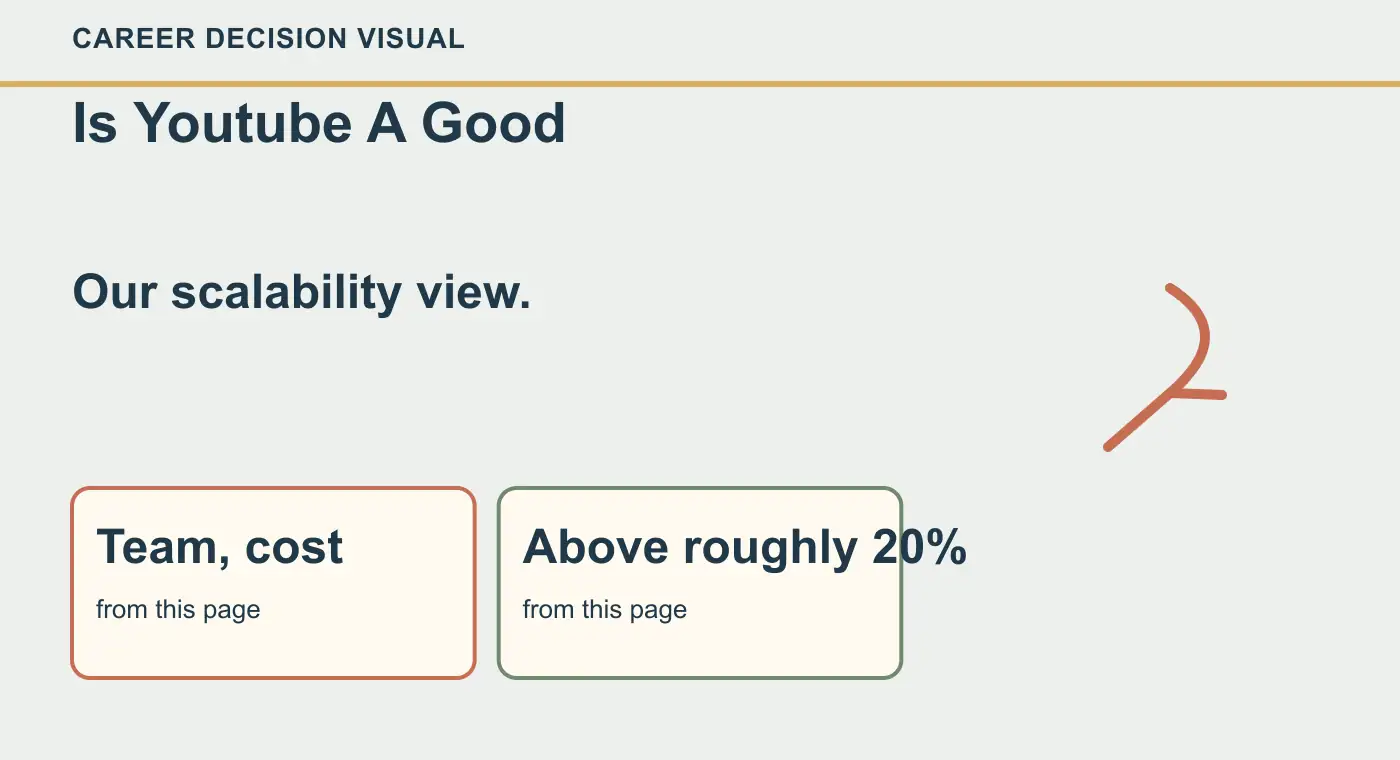 CAREER DECISION VISUAL
Is Youtube A Good
Our scalability view.
Team, cost
from this page
Above roughly 20%
from this page